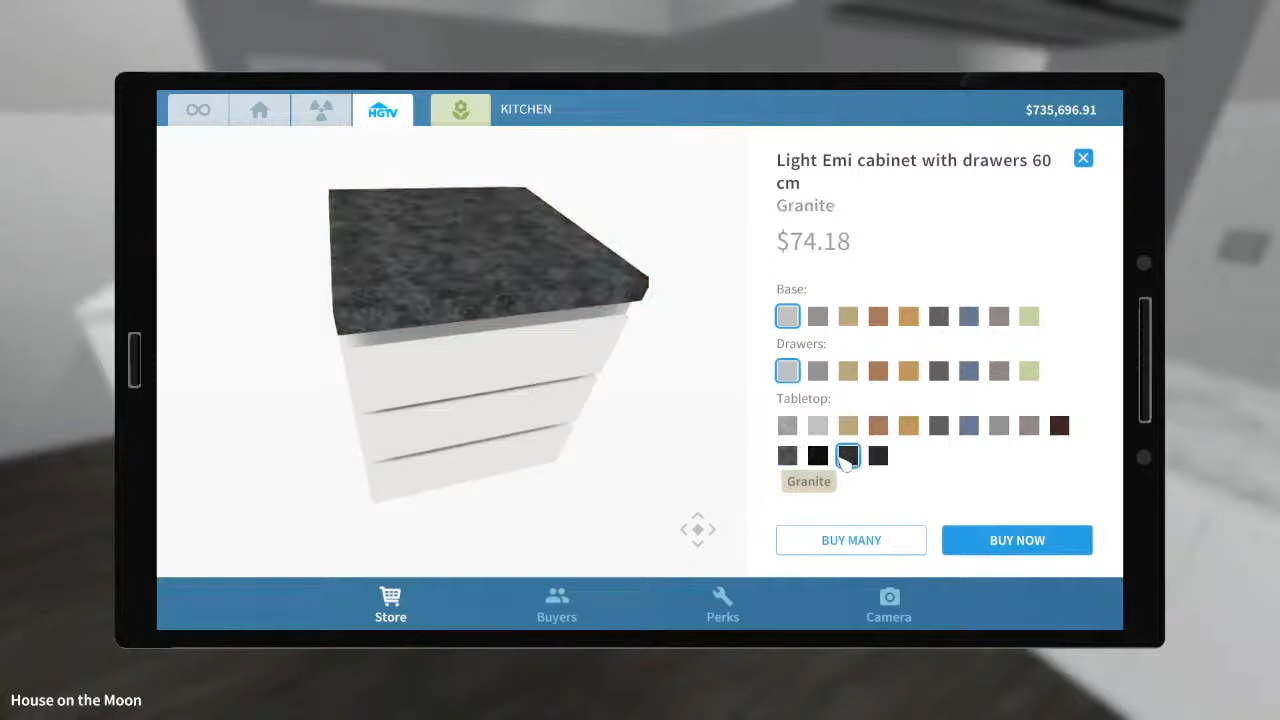 HGTV
KITCHEN
$735,696.91
Light Emi cabinet with drawers 60
cm
Granite
$74.18
Base:
Drawers:
Tabletop:
Granite
BUY MANY
BUY NOW
Store
Buyers
Perks
Camera
House on the Moon